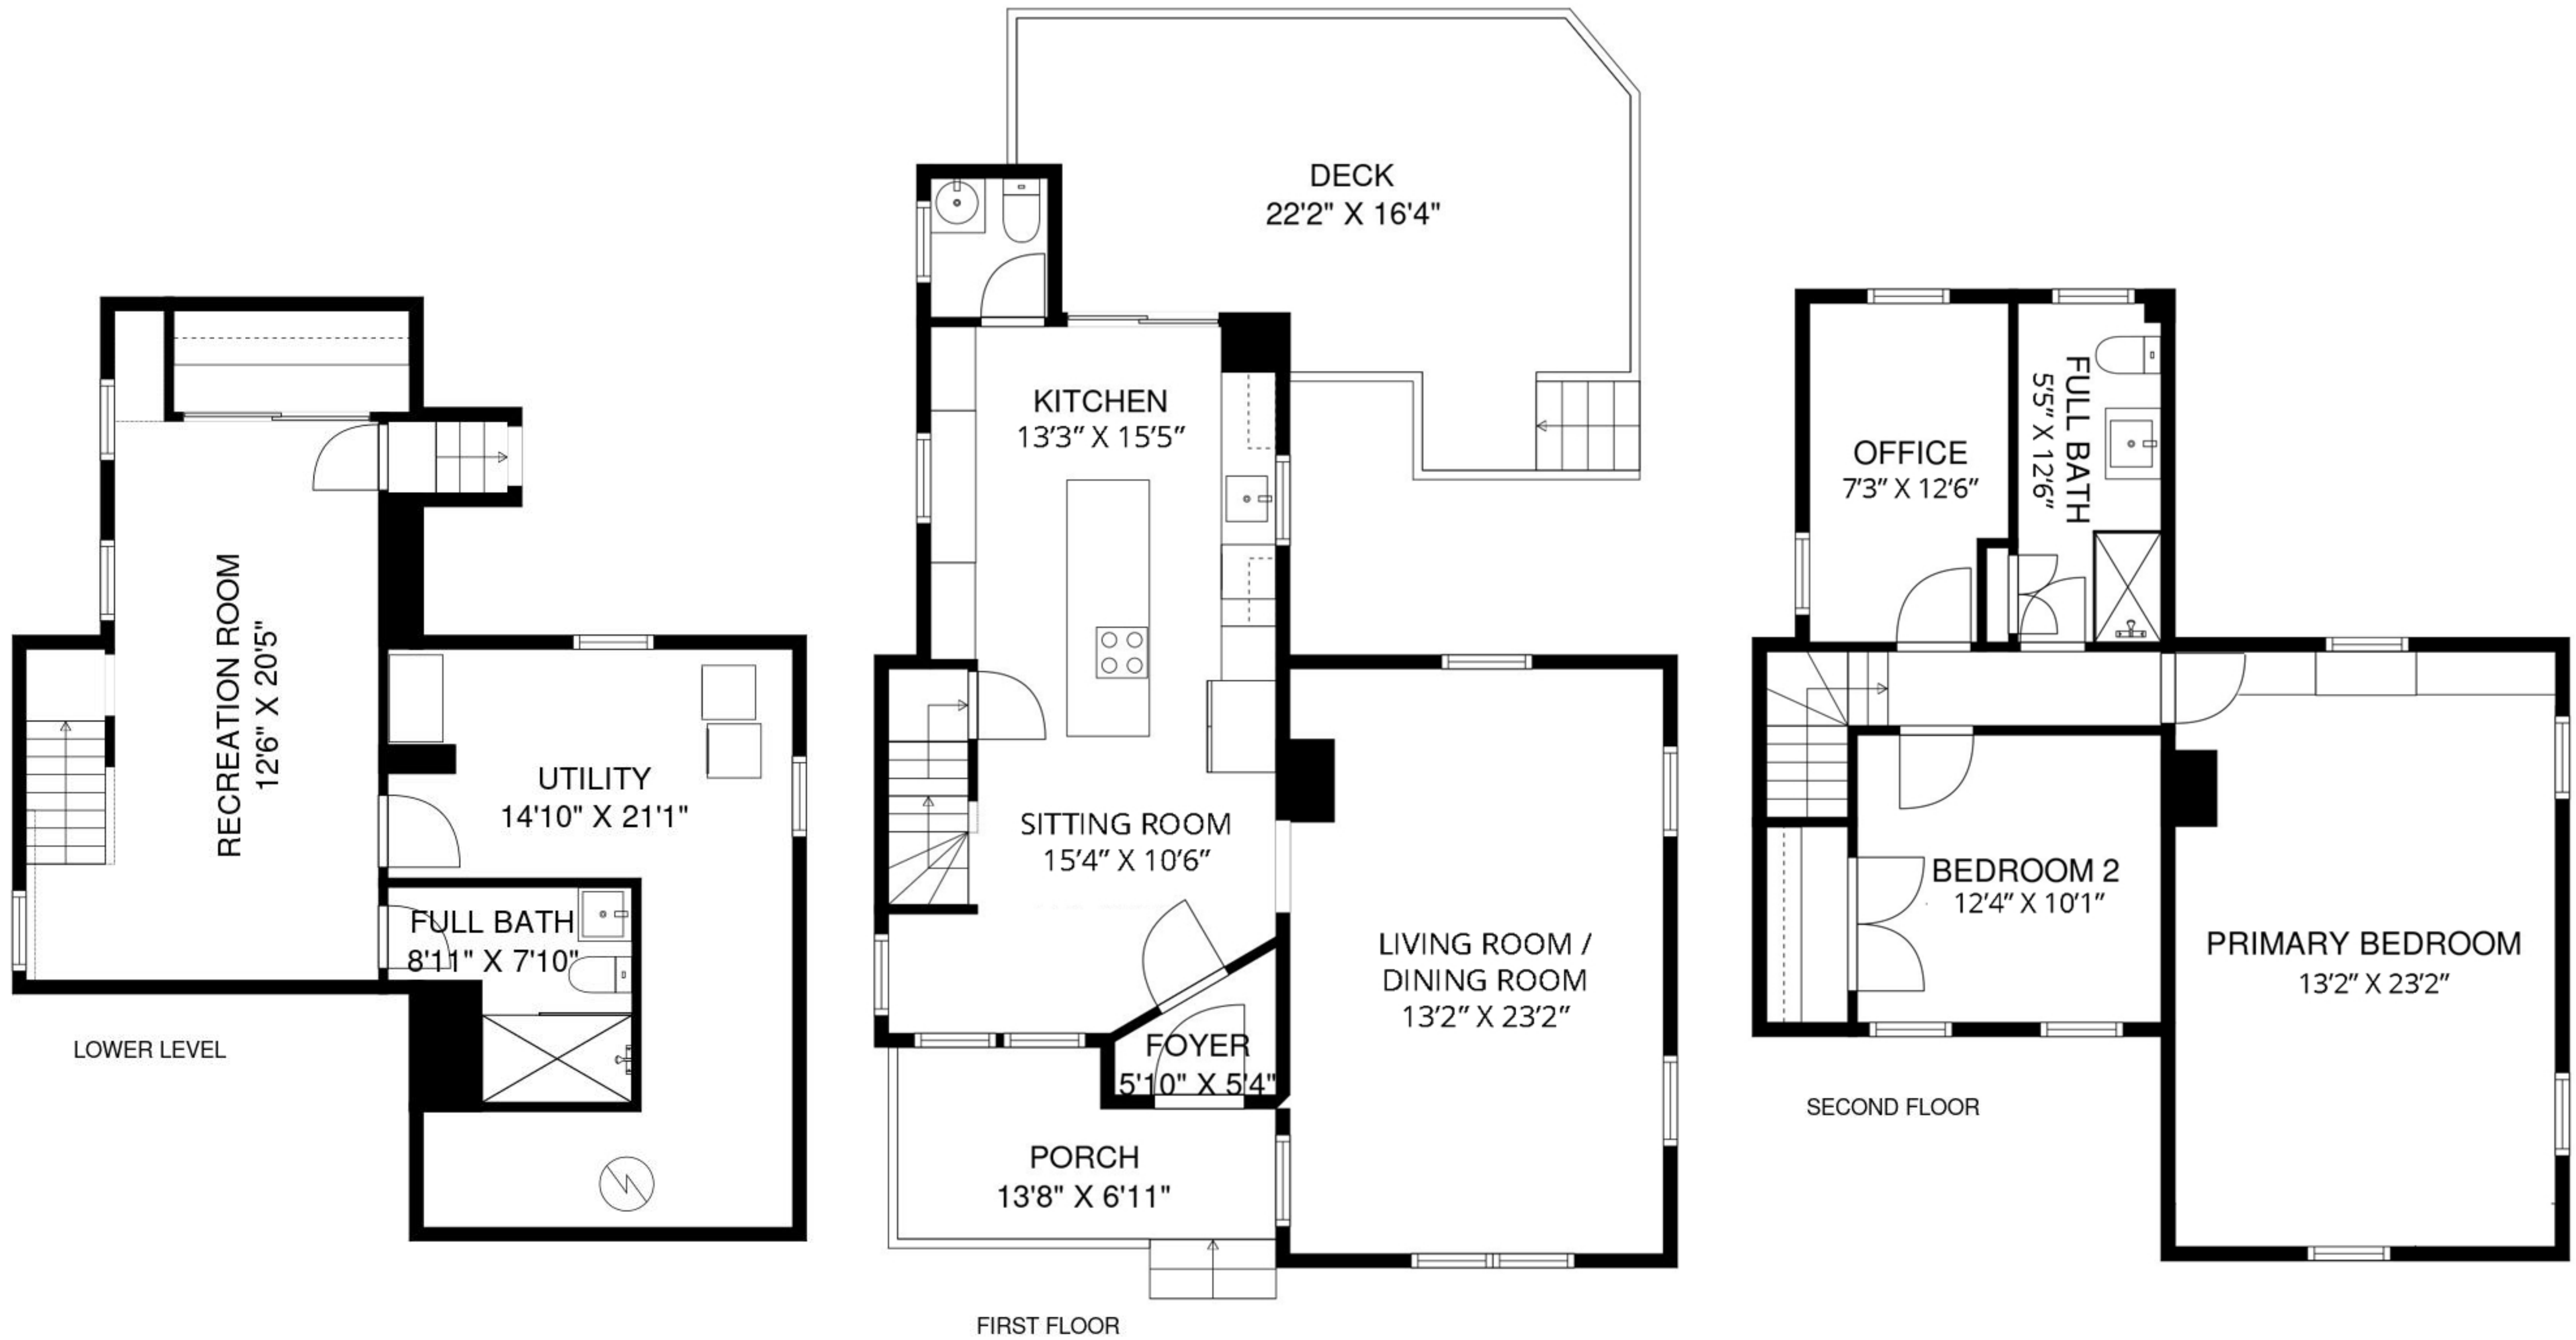 RECREATION ROOM
12'6" X 20'5"
UTILITY
14'10" X 21'1"
FULL BATH
8'11" X 7'10"
LOWER LEVEL
DECK
22'2" X 16'4"
KITCHEN
13'3" X 15'5"
SITTING ROOM
15'4" X 10'6"
LIVING ROOM /
DINING ROOM
13'2" X 23'2"
FOYER
5'10" X 5'4"
PORCH
13'8" X 6'11"
FIRST FLOOR
OFFICE
7'3" X 12'6"
FULL BATH
5'5" X 12'6"
BEDROOM 2
12'4" X 10'1"
PRIMARY BEDROOM
13'2" X 23'2"
SECOND FLOOR